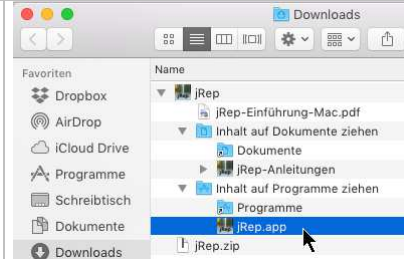 Downloads
Favoriten
Dropbox
AirDrop
iCloud Drive
Programme
Schreibtisch
Dokumente
Downloads
Name
jRep
jRep-Einführung-Mac.pdf
Inhalt auf Dokumente ziehen
Dokumente
jRep-Anleitungen
Inhalt auf Programme ziehen
Programme
jRep.app
jRep.zip